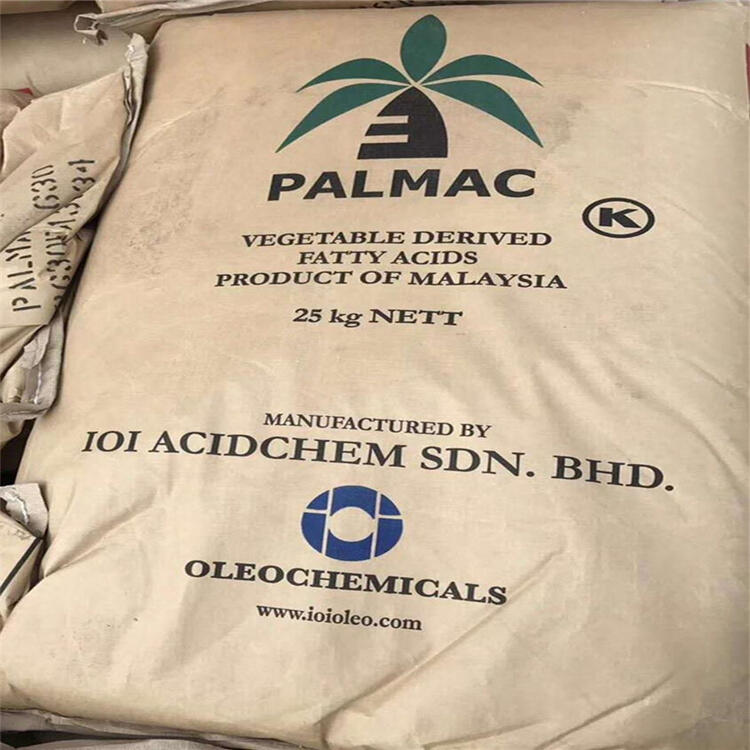 PALMAC
K
VEGETABLE DERIVED
FATTY ACIDS
PRODUCT OF MALAYSIA
25 kg NETT
MANUFACTURED BY
IOI ACIDCHEM SDN. BHD.
OLEOCHEMICALS
www.ioioleo.com